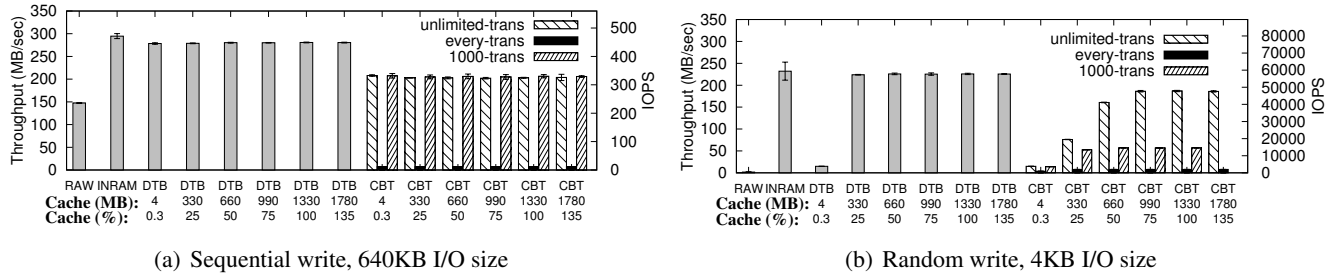 350
300
250
200
150
100
50
0
Throughput (MB/sec)
unlimited-trans
every-trans
1000-trans
500
400
300
200
100
0
IOPS
RAW INRAM DTB DTB DTB DTB DTB DTB CBT CBT CBT CBT CBT CBT
Cache (MB): 4 330 660 990 1330 1780 4 330 660 990 1330 1780
Cache (%): 0.3 25 50 75 100 135 0.3 25 50 75 100 135
(a) Sequential write, 640KB I/O size
350
300
250
200
150
100
50
0
Throughput (MB/sec)
unlimited-trans
every-trans
1000-trans
80000
70000
60000
50000
40000
30000
20000
10000
0
IOPS
RAW INRAM DTB DTB DTB DTB DTB DTB CBT CBT CBT CBT CBT CBT
Cache (MB): 4 330 660 990 1330 1780 4 330 660 990 1330 1780
Cache (%): 0.3 25 50 75 100 135 0.3 25 50 75 100 135
(b) Random write, 4KB I/O size